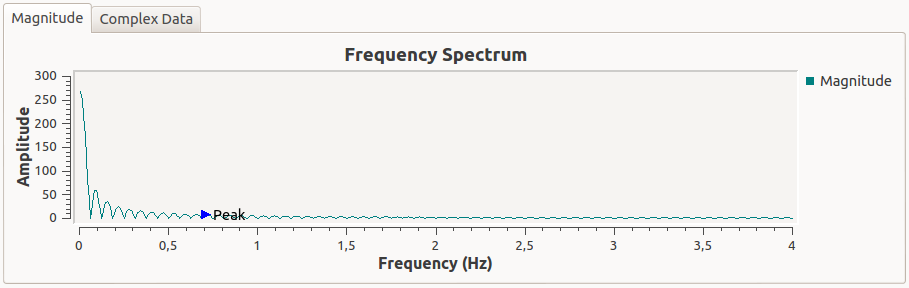 Magnitude
Complex Data
Frequency Spectrum
Magnitude
Amplitude
300
250
200
150
100
50
0
Peak
0
0,5
1
1,5
2
2,5
3
3,5
4
Frequency (Hz)